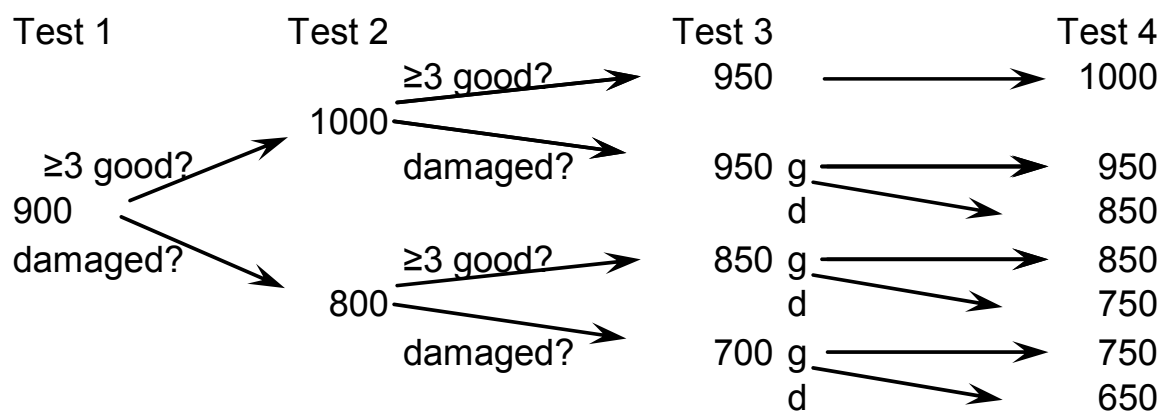 Test 1 Test 2 Test 3 Test 4
≥3 good? 950 1000
1000
≥3 good? damaged? 950 g 950
900 d 850
damaged? ≥3 good? 850 g 850
800 d 750
damaged? 700 g 750
d 650